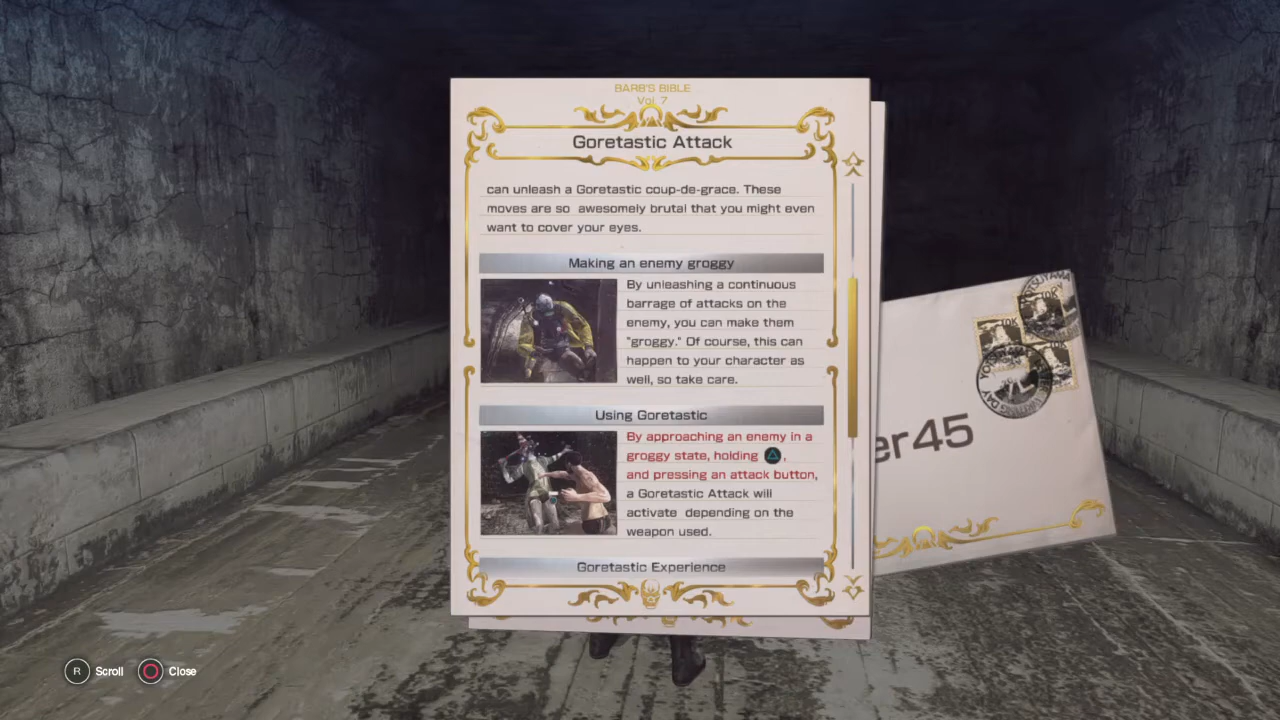 BARB'S BIBLE
Vol. 7
Goretastic Attack
can unleash a Goretastic coup-de-grace. These
moves are so awesomely brutal that you might even
want to cover your eyes.
Making an enemy groggy
By unleashing a continuous
barrage of attacks on the
enemy, you can make them
"groggy." Of course, this can
happen to your character as
well, so take care.
Using Goretastic
By approaching an enemy in a
groggy state, holding △,
and pressing an attack button,
a Goretastic Attack will
activate depending on the
weapon used.
Goretastic Experience
er45
R Scroll
Close